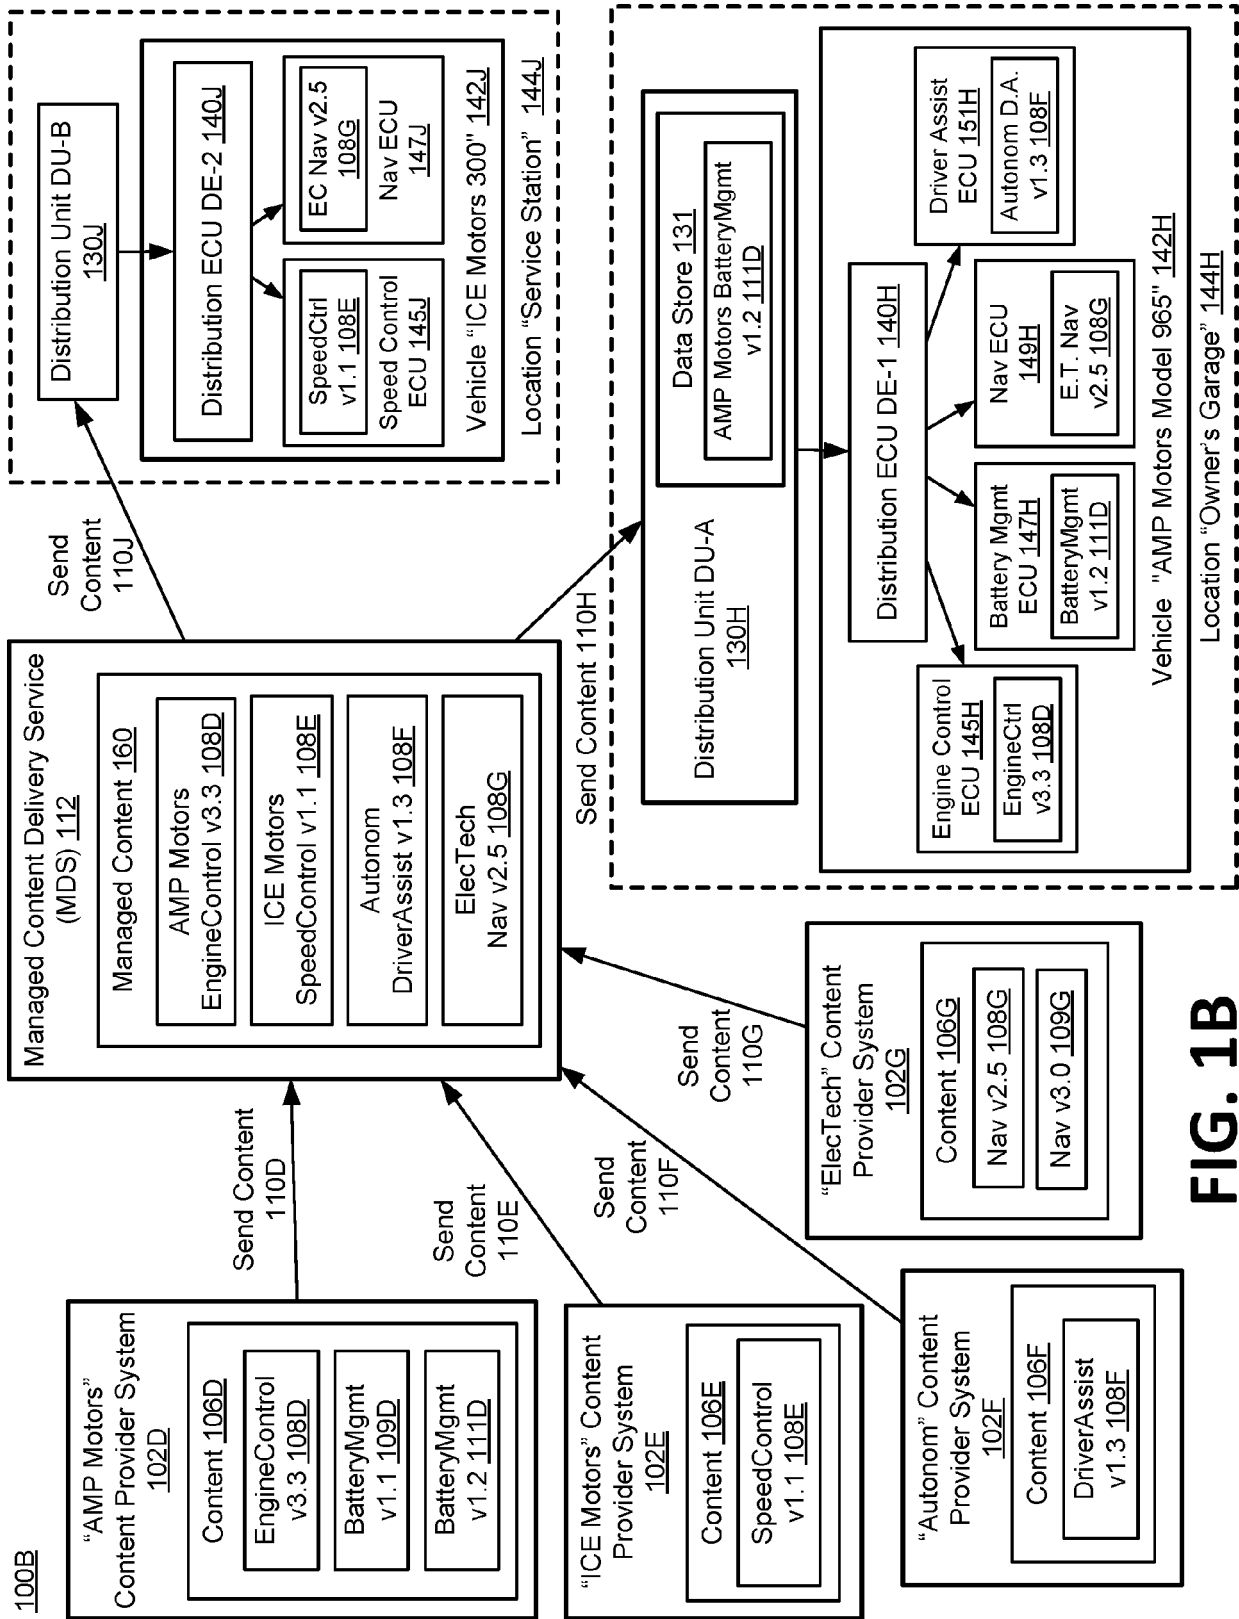 100B
"AMP Motors"
Content Provider System
102D
Content 106D
EngineControl
v3.3 108D
BatteryMgmt
v1.1 109D
BatteryMgmt
v1.2 111D
"ICE Motors" Content
Provider System
102E
Content 106E
SpeedControl
v1.1 108E
"Autonom" Content
Provider System
102F
Content 106F
DriverAssist
v1.3 108F
"ElecTech" Content
Provider System
102G
Content 106G
Nav v2.5 108G
Nav v3.0 109G
Send Content
110D
Send
Content
110E
Send
Content
110F
Send
Content
110G
Managed Content Delivery Service
(MDS) 112
Managed Content 160
AMP Motors
EngineControl v3.3 108D
ICE Motors
SpeedControl v1.1 108E
Autonom
DriverAssist v1.3 108F
ElecTech
Nav v2.5 108G
Send
Content
110J
Send Content 110H
Distribution Unit DU-B
130J
Distribution ECU DE-2 140J
SpeedCtrl
v1.1 108E
Speed Control
ECU 145J
EC Nav v2.5
108G
Nav ECU
147J
Vehicle "ICE Motors 300" 142J
Location "Service Station" 144J
Distribution Unit DU-A
130H
Data Store 131
AMP Motors BatteryMgmt
v1.2 111D
Distribution ECU DE-1 140H
Engine Control
ECU 145H
EngineCtrl
v3.3 108D
Battery Mgmt
ECU 147H
BatteryMgmt
v1.2 111D
Nav ECU
149H
E.T. Nav
v2.5 108G
Driver Assist
ECU 151H
Autonom D.A.
v1.3 108F
Vehicle "AMP Motors Model 965" 142H
Location "Owner's Garage" 144H
FIG. 1B